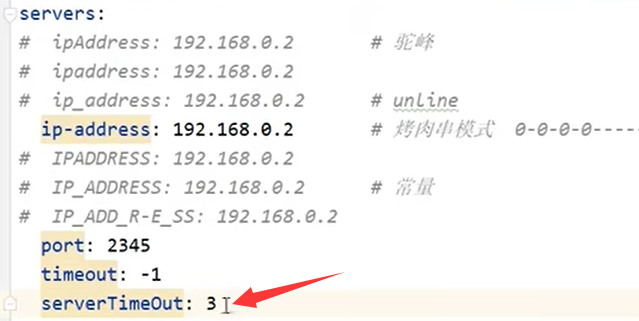 servers:
#  ipAddress: 192.168.0.2       # 驼峰
#  ipaddress: 192.168.0.2
#  ip_address: 192.168.0.2      # unline
  ip-address: 192.168.0.2       # 烤肉串模式  0-0-0-0-----
#  IPADDRESS: 192.168.0.2
#  IP_ADDRESS: 192.168.0.2      # 常量
#  IP_ADD_R-E_SS: 192.168.0.2
  port: 2345
  timeout: -1
  serverTimeOut: 3